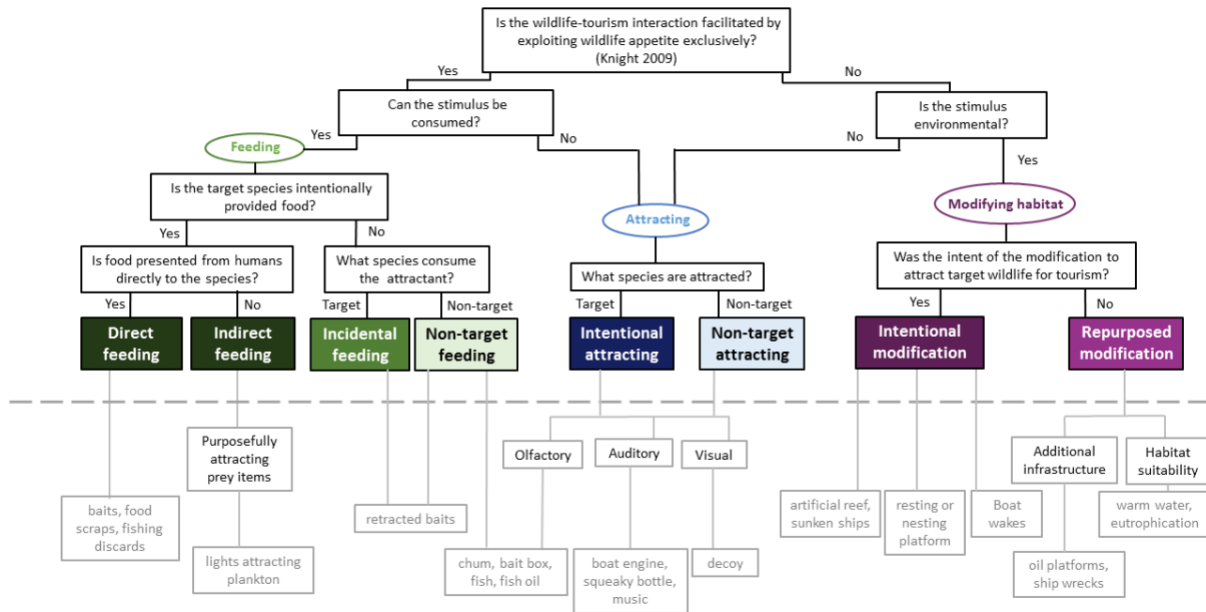 Is the wildlife-tourism interaction facilitated by
exploiting wildlife appetite exclusively?
(Knight 2009)
Yes
No
Can the stimulus be
consumed?
Is the stimulus
environmental?
Yes
No
No
Yes
Feeding
Is the target species intentionally
provided food?
Attracting
Modifying habitat
Yes
No
Is food presented from humans
directly to the species?
What species consume
the attractant?
What species are attracted?
Was the intent of the modification to
attract target wildlife for tourism?
Yes
No
Target
Non-target
Target
Non-target
Yes
No
Direct
feeding
Indirect
feeding
Incidental
feeding
Non-target
feeding
Intentional
attracting
Non-target
attracting
Intentional
modification
Repurposed
modification
Purposefully
attracting
prey items
Olfactory
Auditory
Visual
Additional
infrastructure
Habitat
suitability
baits, food
scraps, fishing
discards
retracted baits
artificial reef,
sunken ships
resting or
nesting
platform
Boat
wakes
warm water,
eutrophication
lights attracting
plankton
chum, bait box,
fish, fish oil
boat engine,
squeaky bottle,
music
decoy
oil platforms,
ship wrecks